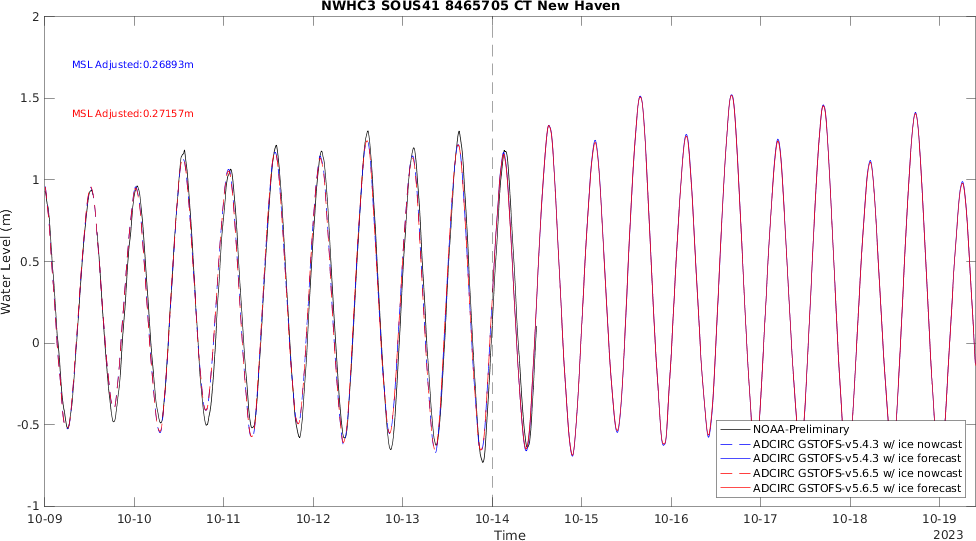 NWHC3 SOUS41 8465705 CT New Haven
2
1.5
1
0.5
0
-0.5
-1
Water Level (m)
MSL Adjusted:0.26893m
MSL Adjusted:0.27157m
NOAA-Preliminary
ADCIRC GSTOFS-v5.4.3 w/ ice nowcast
ADCIRC GSTOFS-v5.4.3 w/ ice forecast
ADCIRC GSTOFS-v5.6.5 w/ ice nowcast
ADCIRC GSTOFS-v5.6.5 w/ ice forecast
10-09 10-10 10-11 10-12 10-13 10-14 10-15 10-16 10-17 10-18 10-19
Time
2023